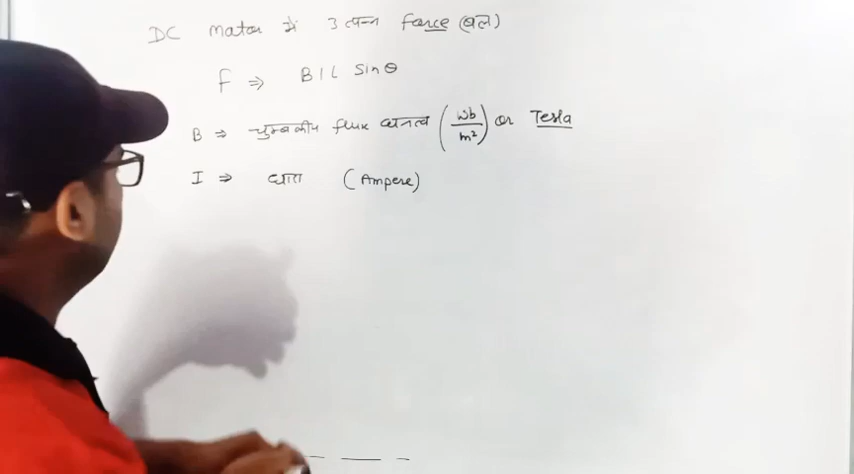 DC Motor में उत्पन्न Force (बल)
F ⇒ BIL Sinθ
B ⇒ चुम्बकीय flux घनत्व (Wb/m²) or Tesla
I ⇒ धारा (Ampere)